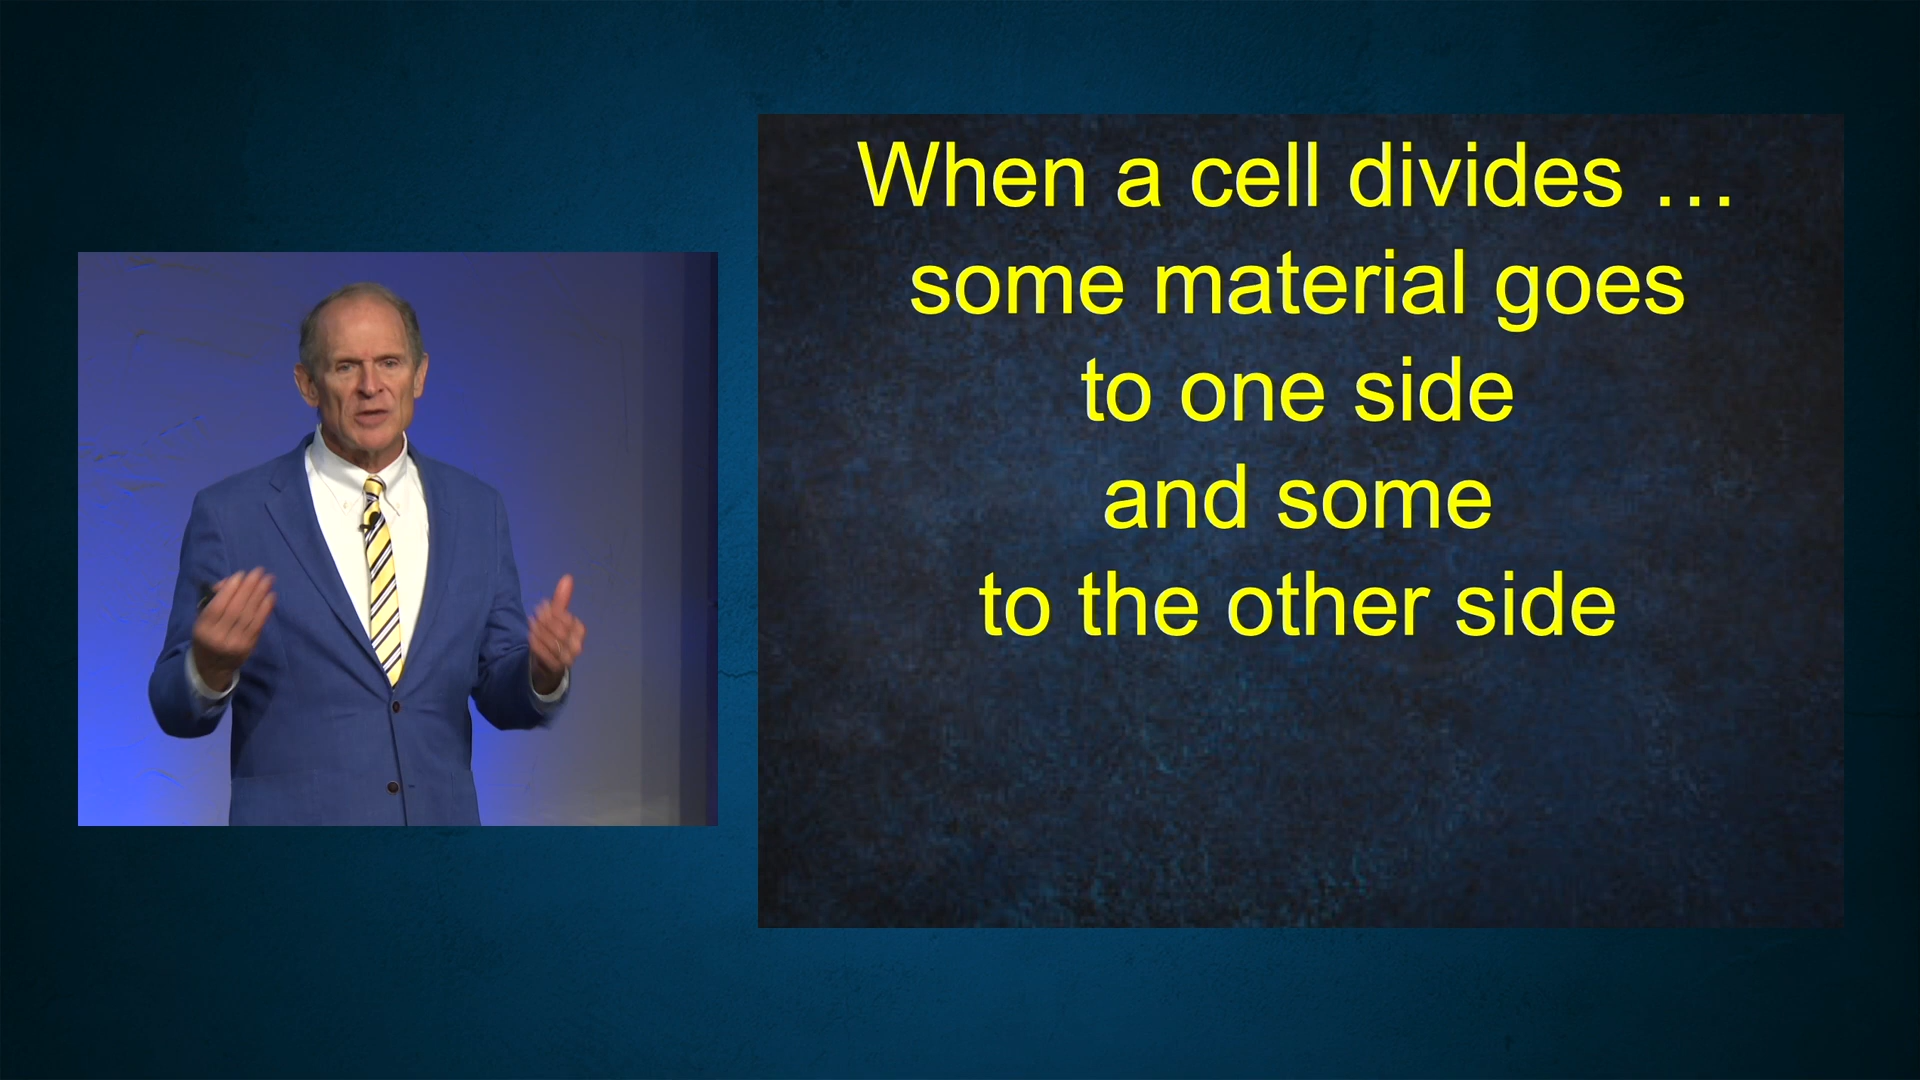 When a cell divides …
some material goes
to one side
and some
to the other side